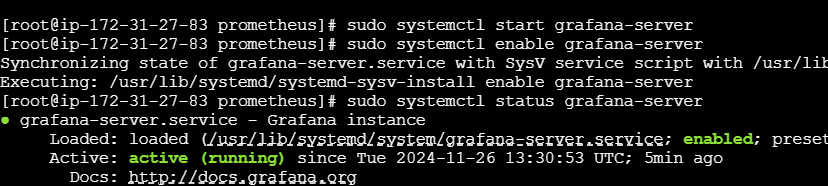 [root@ip-172-31-27-83 prometheus]# sudo systemctl start grafana-server
[root@ip-172-31-27-83 prometheus]# sudo systemctl enable grafana-server
Synchronizing state of grafana-server.service with SysV service script with /usr/lib
Executing: /usr/lib/systemd/systemd-sysv-install enable grafana-server
[root@ip-172-31-27-83 prometheus]# sudo systemctl status grafana-server
● grafana-server.service - Grafana instance
Loaded: loaded (/usr/lib/systemd/system/grafana-server.service; enabled; preset
Active: active (running) since Tue 2024-11-26 13:30:53 UTC; 5min ago
Docs: http://docs.grafana.org